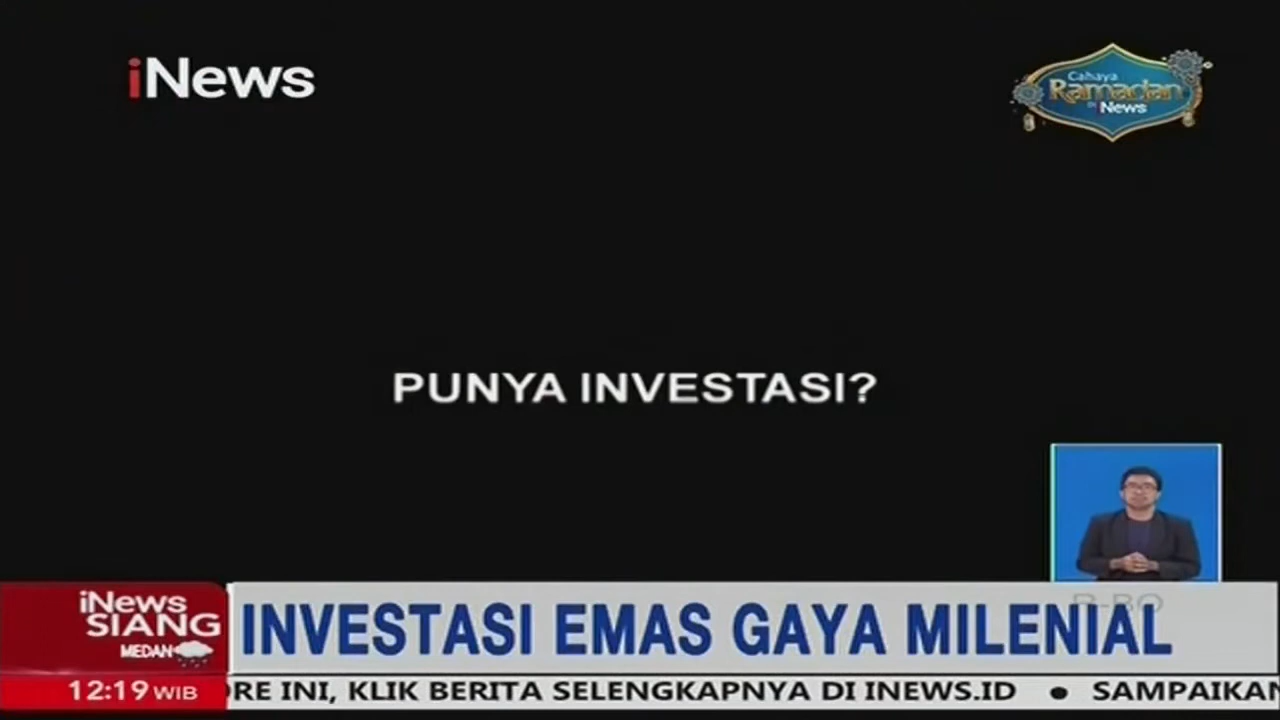 iNews
Cahaya
Ramadan
iNews
PUNYA INVESTASI?
iNews
SIANG
MEDAN
INVESTASI EMAS GAYA MILENIAL
12:19 WIB
ORE INI, KLIK BERITA SELENGKAPNYA DI INEWS.ID ● SAMPAIKAN